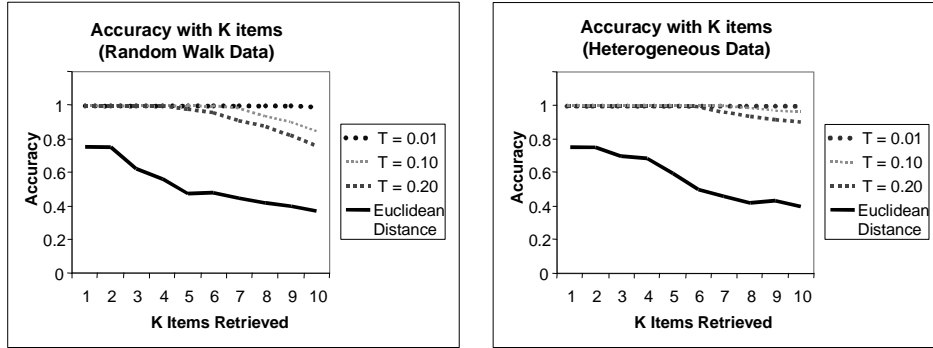 Accuracy with K items
(Random Walk Data)
1
0.8
0.6
0.4
0.2
0
Accuracy
1 2 3 4 5 6 7 8 9 10
K Items Retrieved
T = 0.01
T = 0.10
T = 0.20
Euclidean
Distance
Accuracy with K items
(Heterogeneous Data)
1
0.8
0.6
0.4
0.2
0
Accuracy
1 2 3 4 5 6 7 8 9 10
K Items Retrieved
T = 0.01
T = 0.10
T = 0.20
Euclidean
Distance